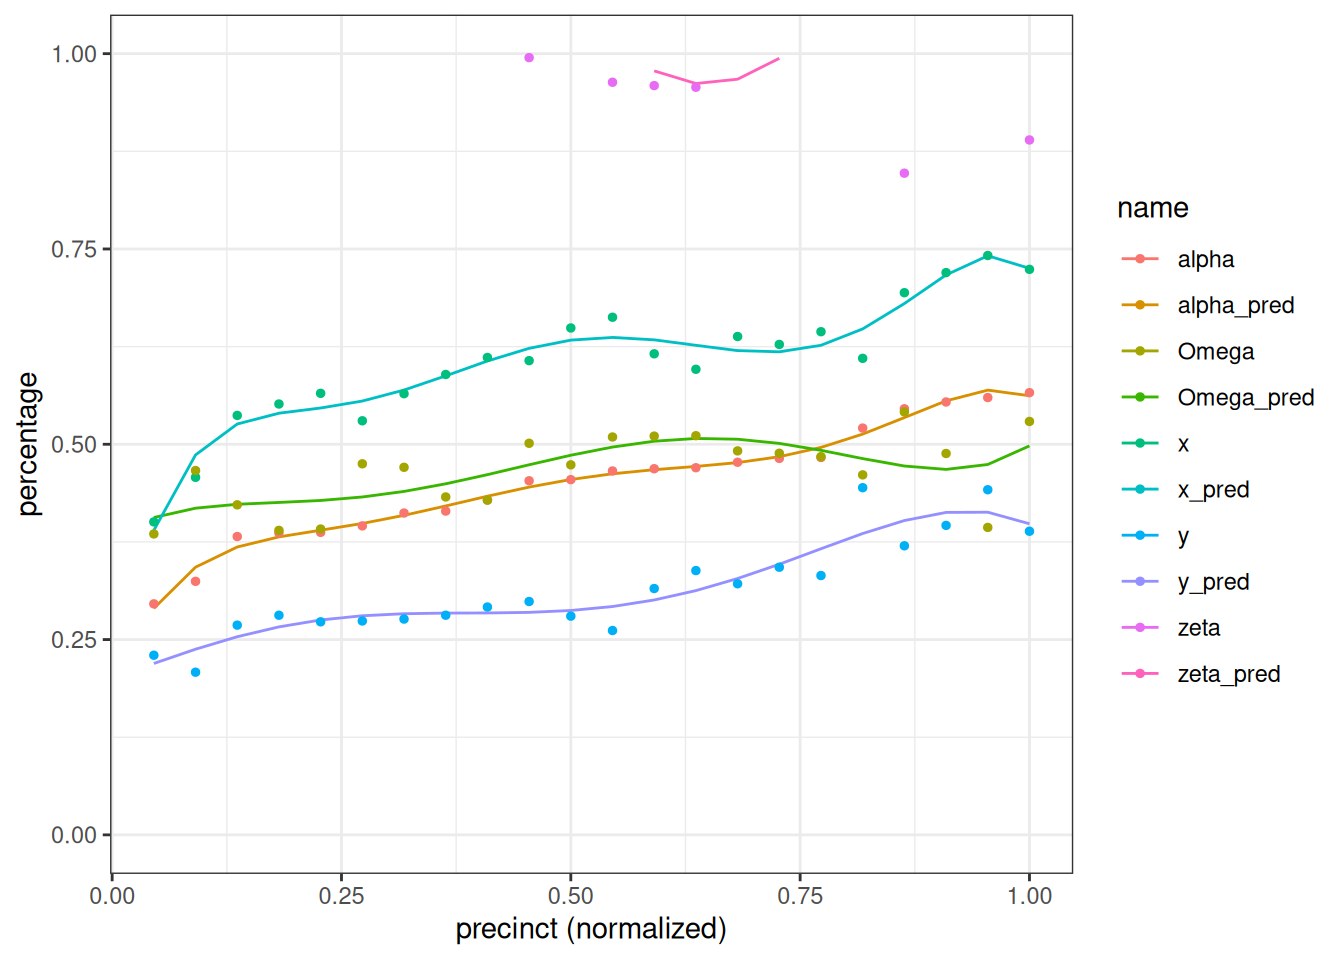 1.00
0.75
0.50
0.25
0.00
percentage
0.00 0.25 0.50 0.75 1.00
precinct (normalized)
name
alpha
alpha_pred
Omega
Omega_pred
x
x_pred
y
y_pred
zeta
zeta_pred